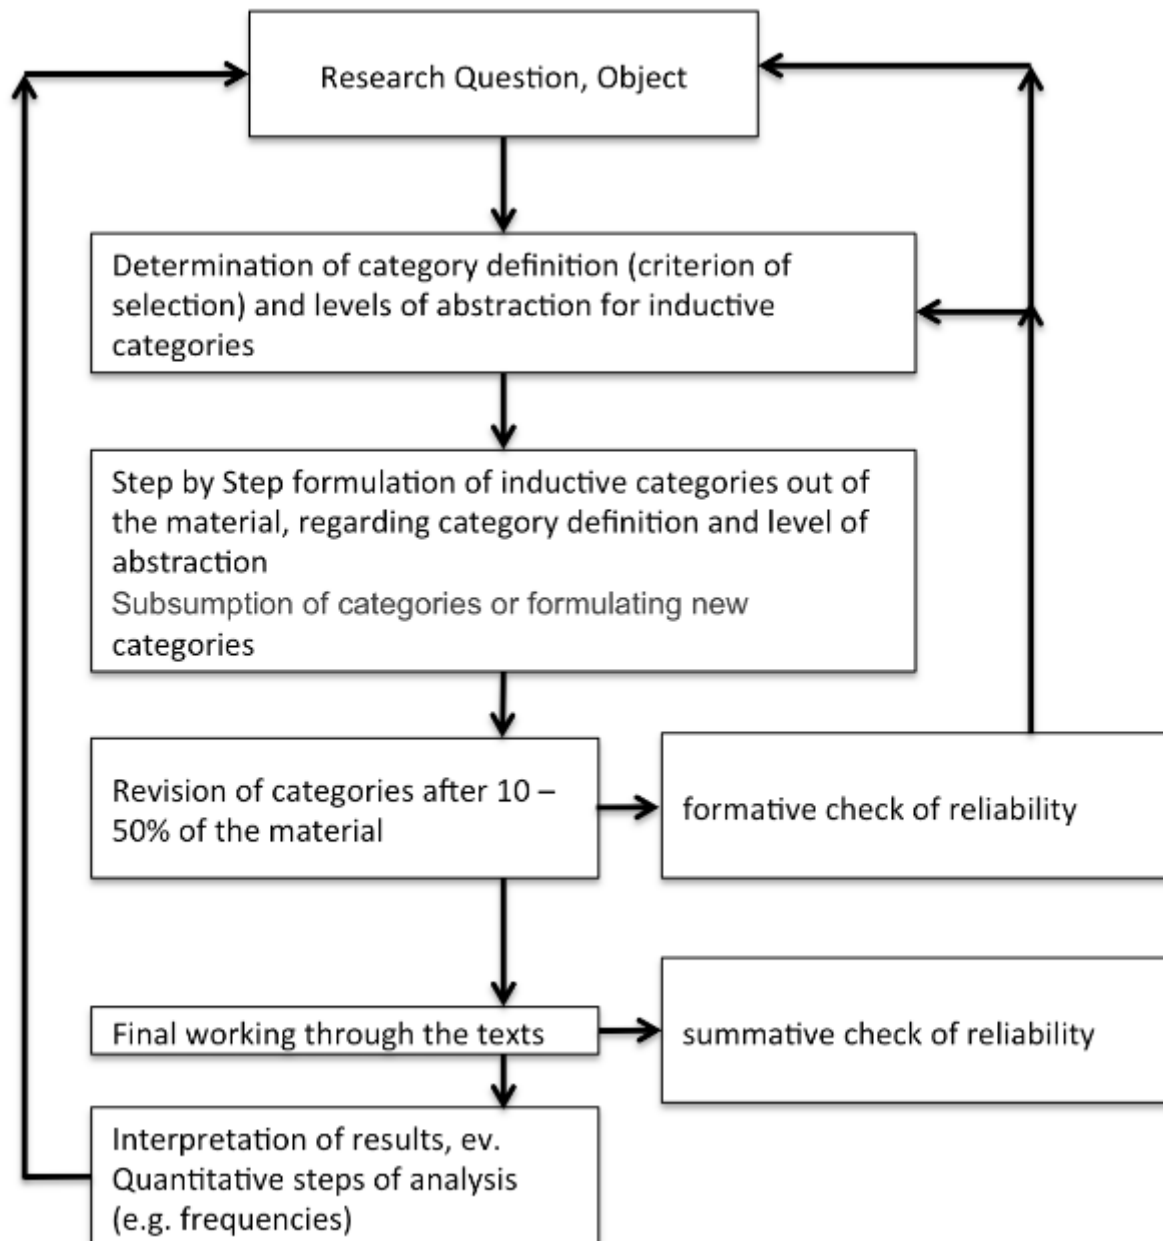 Research Question, Object
Determination of category definition (criterion of
selection) and levels of abstraction for inductive
categories
Step by Step formulation of inductive categories out of
the material, regarding category definition and level of
abstraction
Subsumption of categories or formulating new
categories
Revision of categories after 10 –
50% of the material
formative check of reliability
Final working through the texts
summative check of reliability
Interpretation of results, ev.
Quantitative steps of analysis
(e.g. frequencies)